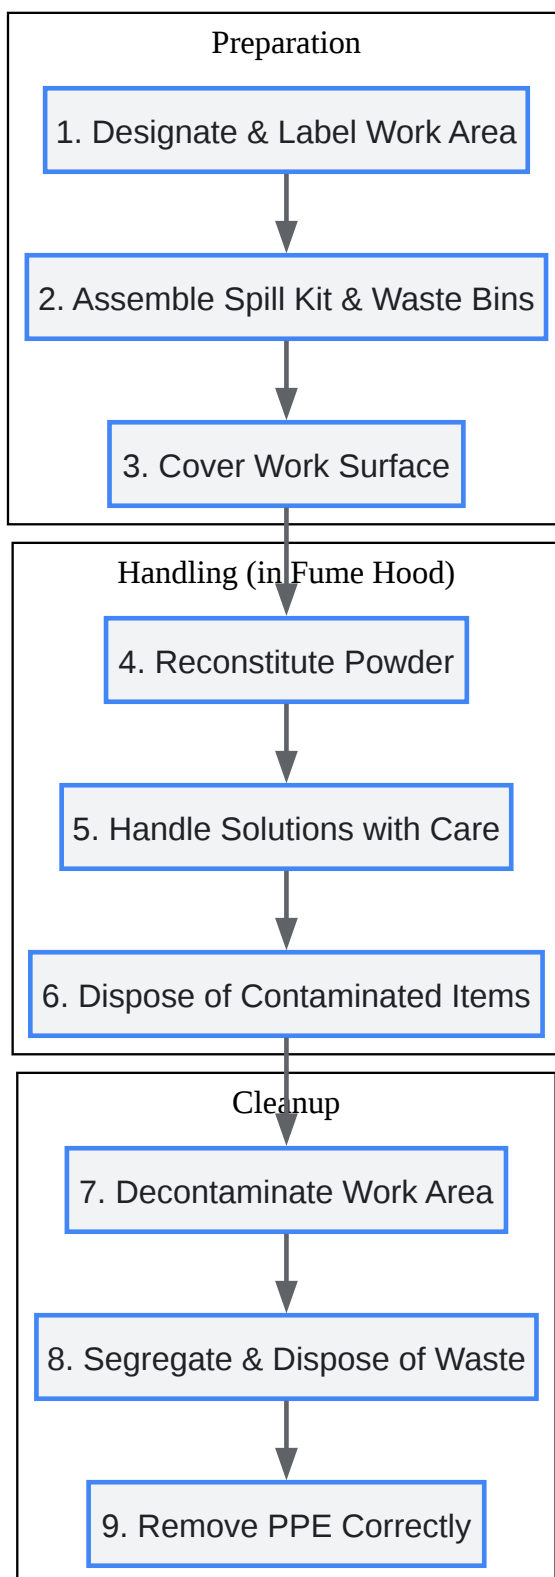 Preparation
1. Designate & Label Work Area
2. Assemble Spill Kit & Waste Bins
3. Cover Work Surface
Handling (in Fume Hood)
4. Reconstitute Powder
5. Handle Solutions with Care
6. Dispose of Contaminated Items
Cleanup
7. Decontaminate Work Area
8. Segregate & Dispose of Waste
9. Remove PPE Correctly